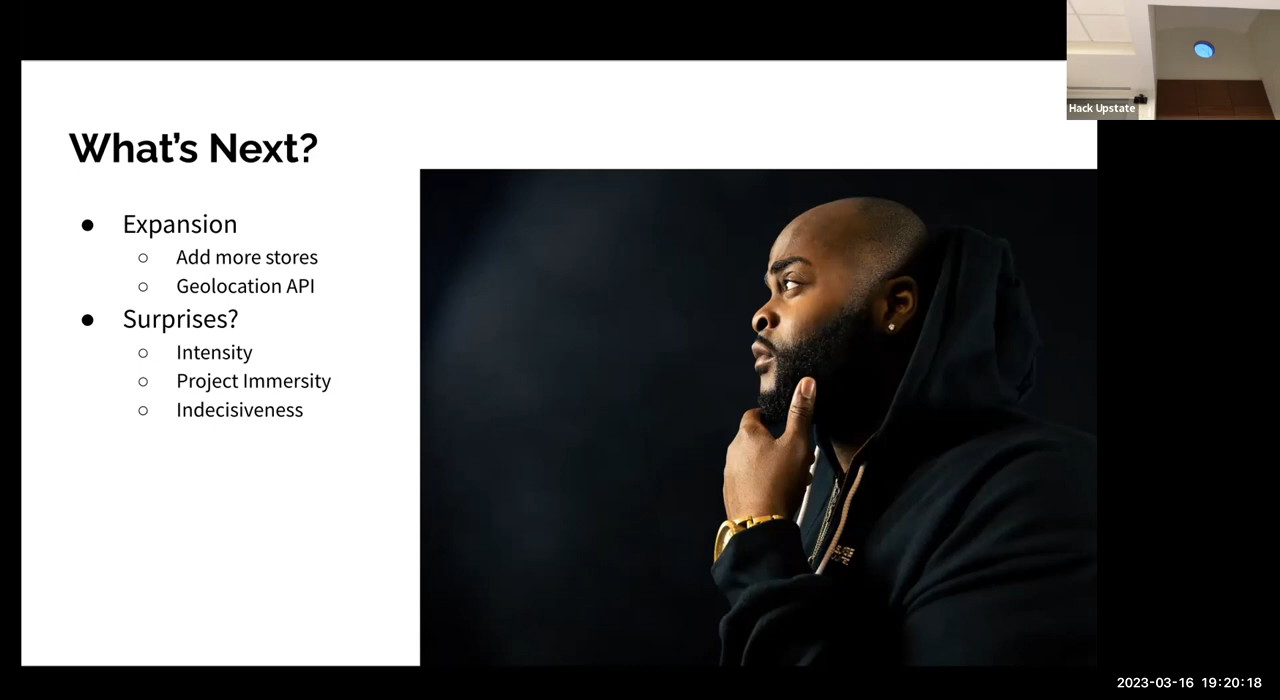 Hack Upstate
What's Next?
● Expansion
○ Add more stores
○ Geolocation API
● Surprises?
○ Intensity
○ Project Immersity
○ Indecisiveness
2023-03-16 19:20:18